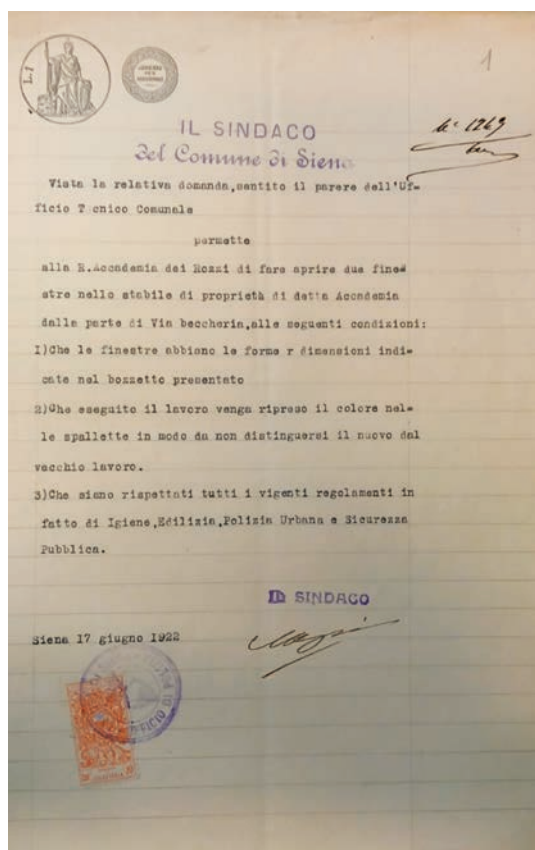 L.1
1
IL SINDACO
del Comune di Siena
N° 1269
Vista la relativa domanda,sentito il parere dell'Uf=
ficio Tecnico Comunale
permette
alla R.Accademia dei Rozzi di fare aprire due fine=
stre nello stabile di proprietà di detta Accademia
dalla parte di Via beccheria,alle seguenti condizioni:
I)Che le finestre abbiano le forme r dimensioni indi=
cate nel bozzetto presentato
2)Che eseguito il lavoro venga ripreso il colore nel=
le spallette in modo da non distinguersi il nuovo dal
vecchio lavoro.
3)Che siano rispettati tutti i vigenti regolamenti in
fatto di Igiene,Edilizia,Polizia Urbana e Sicurezza
Pubblica.
IL SINDACO
Siena 17 giugno 1922